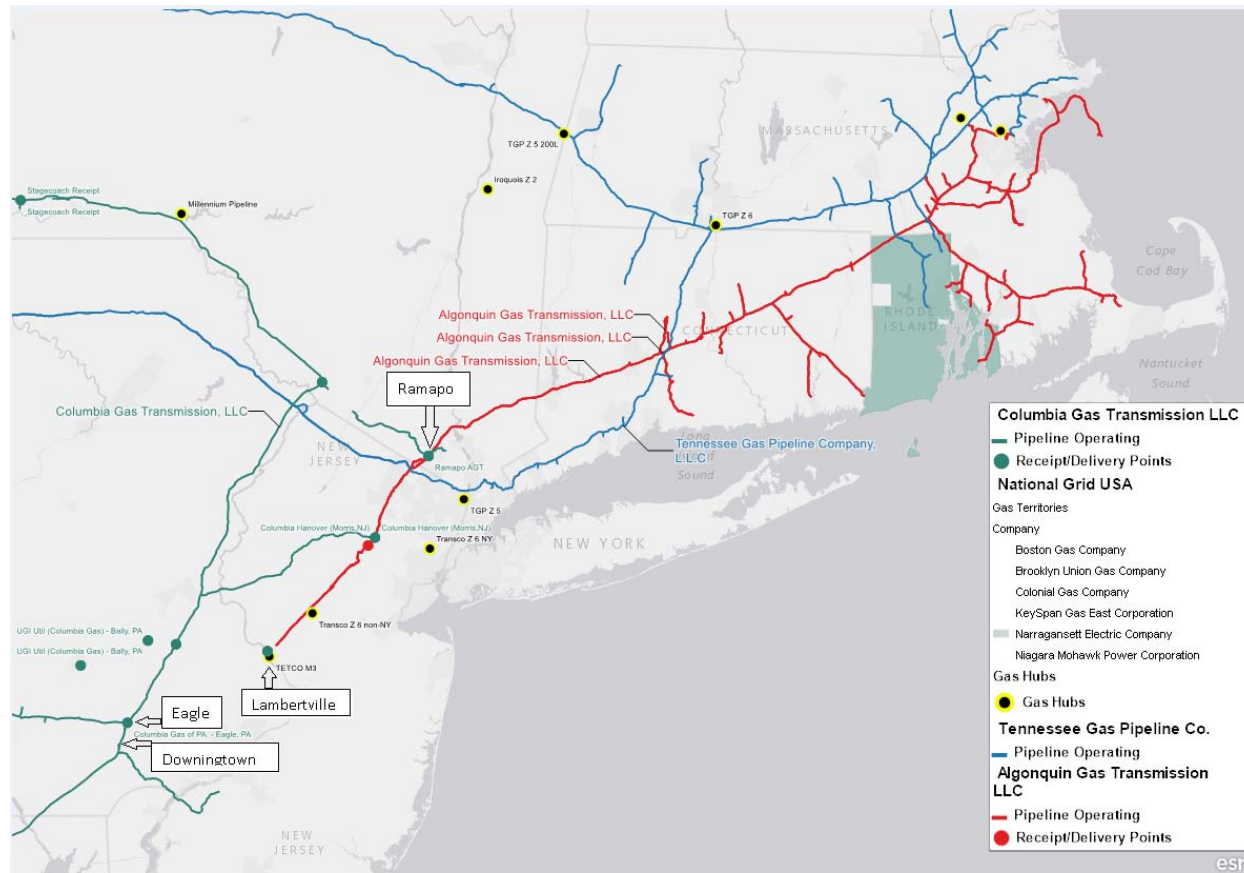 MASSACHUSETTS
TGP Z 5 200L
Iroquois Z 2
Stagecoach Receipt
Stagecoach Receipt
Millennium Pipeline
TGP Z 6
Cape
Cod Bay
RHODE
ISLAND
Algonquin Gas Transmission, LLC
CONNECTICUT
Algonquin Gas Transmission, LLC
Algonquin Gas Transmission, LLC
Nantucket
Sound
Ramapo
Columbia Gas Transmission, LLC
NEW
JERSEY
Long
Tennessee Gas Pipeline Company,
L.L.C.
Sound
Ramapo AGT
TGP Z 5
Columbia Hanover (Morris,NJ)
Columbia Hanover (Morris,NJ)
Transco Z 6 NY
NEW YORK
Transco Z 6 non-NY
UGI Util (Columbia Gas) - Bally, PA
UGI Util (Columbia Gas) - Bally, PA
TETCO M3
Lambertville
Eagle
Columbia Gas of PA. - Eagle, PA
Downingtown
NEW
JERSEY
Columbia Gas Transmission LLC
Pipeline Operating
Receipt/Delivery Points
National Grid USA
Gas Territories
Company
Boston Gas Company
Brooklyn Union Gas Company
Colonial Gas Company
KeySpan Gas East Corporation
Narragansett Electric Company
Niagara Mohawk Power Corporation
Gas Hubs
Gas Hubs
Tennessee Gas Pipeline Co.
Pipeline Operating
Algonquin Gas Transmission
LLC
Pipeline Operating
Receipt/Delivery Points